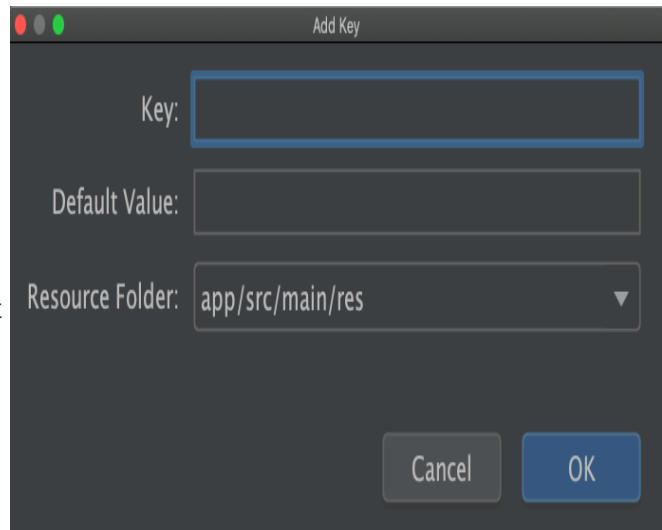 Add Key
Key:
Default Value:
Resource Folder: app/src/main/res
Cancel OK